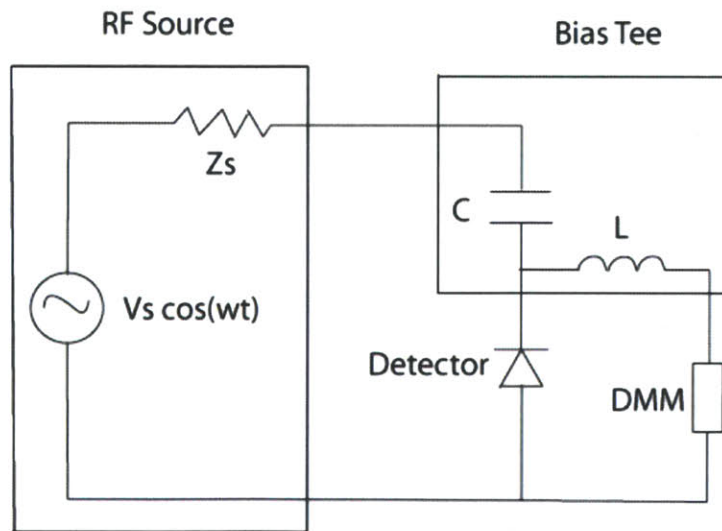 RF Source
Bias Tee
Zs
C
L
Vs cos(wt)
Detector
DMM